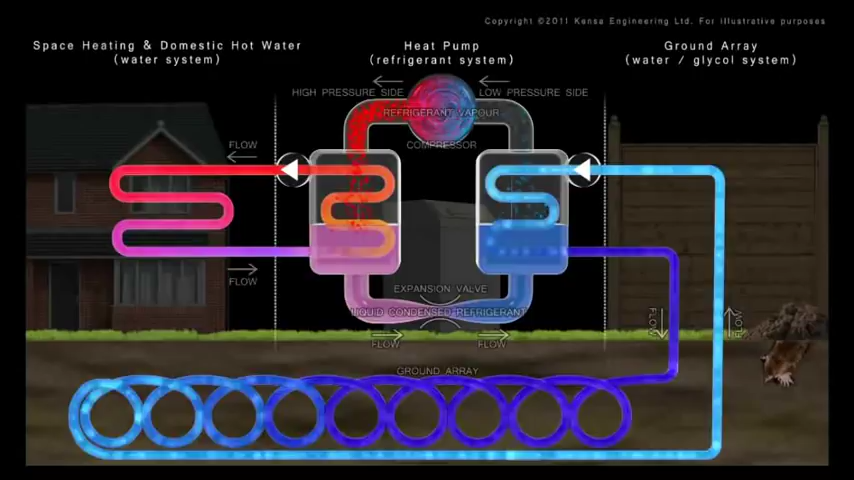 Copyright ©2011 Kensa Engineering Ltd. For illustrative purposes
Space Heating & Domestic Hot Water
(water system)
Heat Pump
(refrigerant system)
Ground Array
(water / glycol system)
HIGH PRESSURE SIDE
LOW PRESSURE SIDE
REFRIGERANT VAPOUR
COMPRESSOR
FLOW
FLOW
EXPANSION VALVE
LIQUID CONDENSED REFRIGERANT
FLOW
FLOW
FLOW
FLOW
GROUND ARRAY